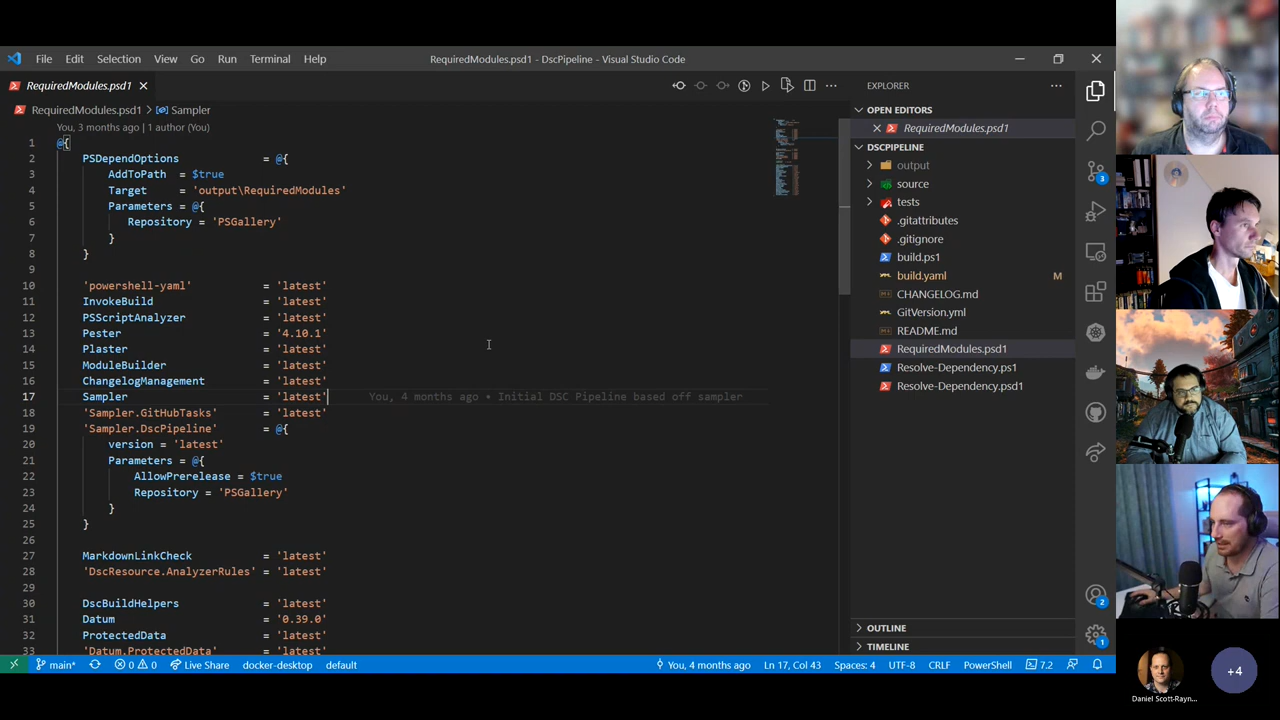 File Edit Selection View Go Run Terminal Help
RequiredModules.psd1 - DscPipeline - Visual Studio Code
RequiredModules.psd1
RequiredModules.psd1 > Sampler
You, 3 months ago | 1 author (You)
1 @{
2 PSDependOptions = @{
3 AddToPath = $true
4 Target = 'output\RequiredModules'
5 Parameters = @{
6 Repository = 'PSGallery'
7 }
8 }
9
10 'powershell-yaml' = 'latest'
11 InvokeBuild = 'latest'
12 PSScriptAnalyzer = 'latest'
13 Pester = '4.10.1'
14 Plaster = 'latest'
15 ModuleBuilder = 'latest'
16 ChangelogManagement = 'latest'
17 Sampler = 'latest' You, 4 months ago • Initial DSC Pipeline based off sampler
18 'Sampler.GitHubTasks' = 'latest'
19 'Sampler.DscPipeline' = @{
20 version = 'latest'
21 Parameters = @{
22 AllowPrerelease = $true
23 Repository = 'PSGallery'
24 }
25 }
26
27 MarkdownLinkCheck = 'latest'
28 'DscResource.AnalyzerRules' = 'latest'
29
30 DscBuildHelpers = 'latest'
31 Datum = '0.39.0'
32 ProtectedData = 'latest'
33 'Datum.ProtectedData' = 'latest'
EXPLORER
OPEN EDITORS
RequiredModules.psd1
DSCPIPELINE
output
source
tests
.gitattributes
.gitignore
build.ps1
build.yaml M
CHANGELOG.md
GitVersion.yml
README.md
RequiredModules.psd1
Resolve-Dependency.ps1
Resolve-Dependency.psd1
OUTLINE
TIMELINE
3
2
1
main* 0 0 Live Share docker-desktop default
You, 4 months ago Ln 17, Col 43 Spaces: 4 UTF-8 CRLF PowerShell 7.2
Daniel Scott-Rayn...
+4